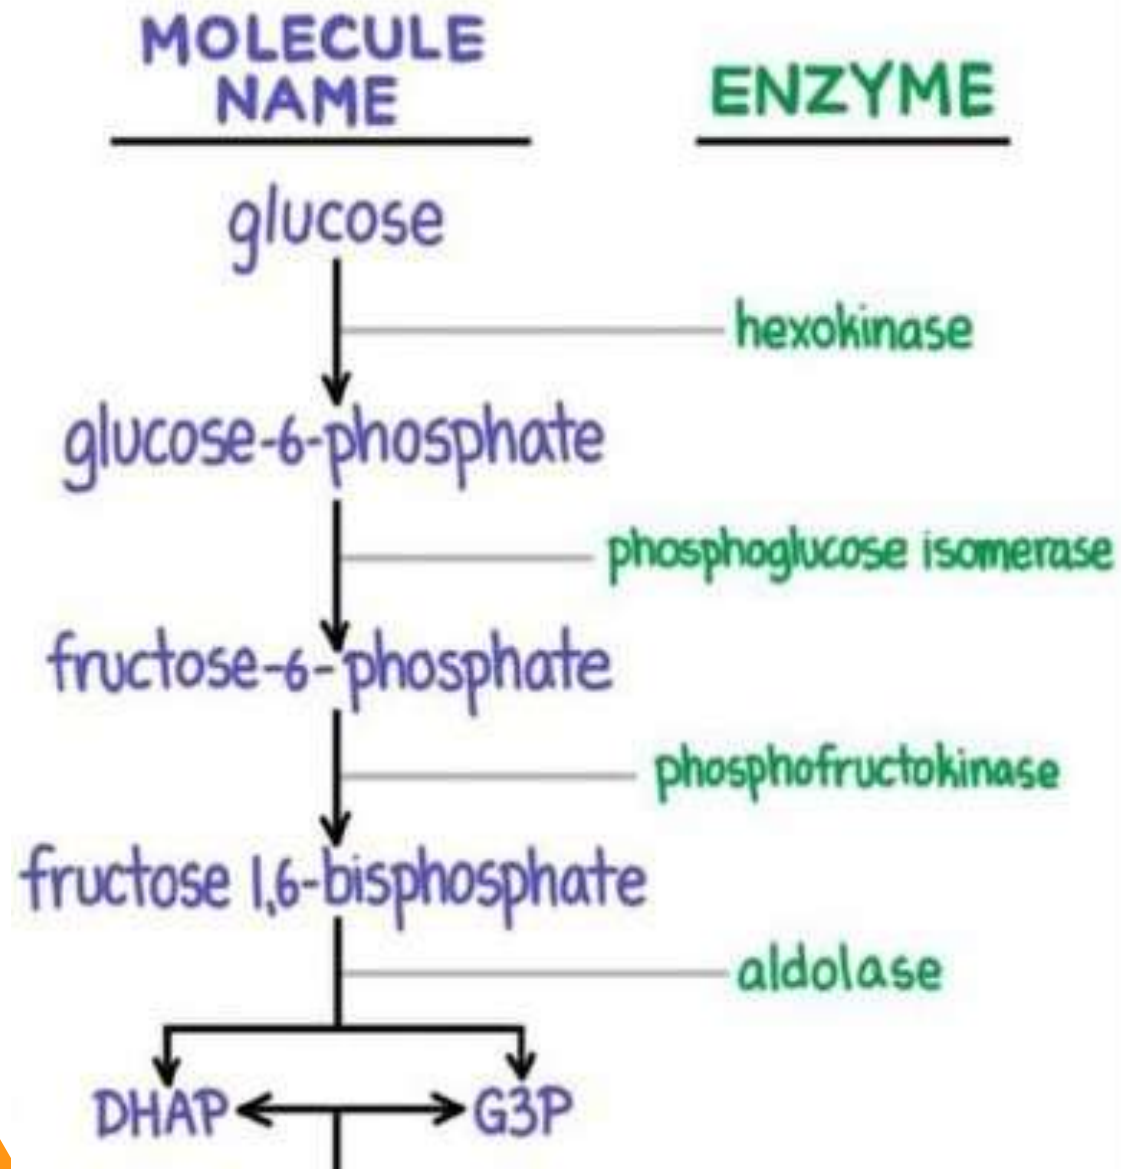 MOLECULE
NAME
ENZYME
glucose
hexokinase
glucose-6-phosphate
phosphoglucose isomerase
fructose-6-phosphate
phosphofructokinase
fructose 1,6-bisphosphate
aldolase
DHAP
G3P